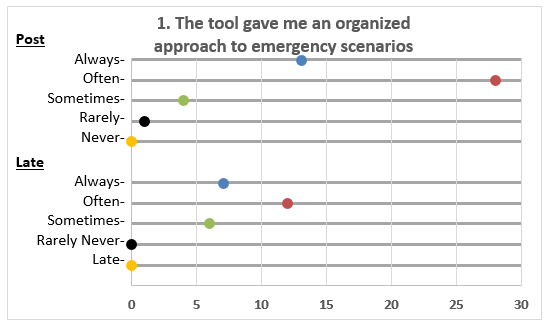 1. The tool gave me an organized
approach to emergency scenarios
Post
Always-
Often-
Sometimes-
Rarely-
Never-
Late
Always-
Often-
Sometimes-
Rarely Never-
Late-
0 5 10 15 20 25 30